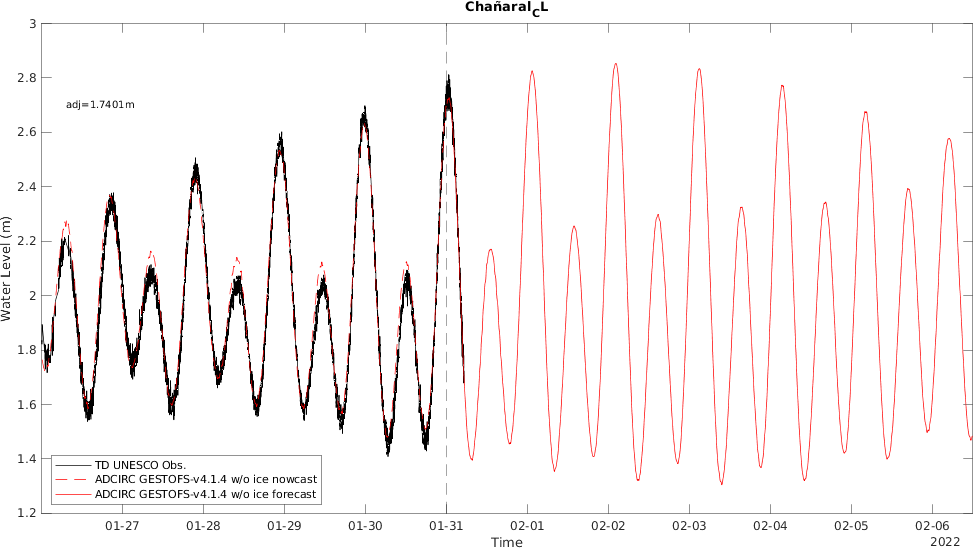 Chañaral_CL
3
2.8
adj=1.7401m
2.6
2.4
2.2
Water Level (m)
2
1.8
1.6
1.4
1.2
TD UNESCO Obs.
ADCIRC GESTOFS-v4.1.4 w/o ice nowcast
ADCIRC GESTOFS-v4.1.4 w/o ice forecast
01-27 01-28 01-29 01-30 01-31 02-01 02-02 02-03 02-04 02-05 02-06
Time
2022